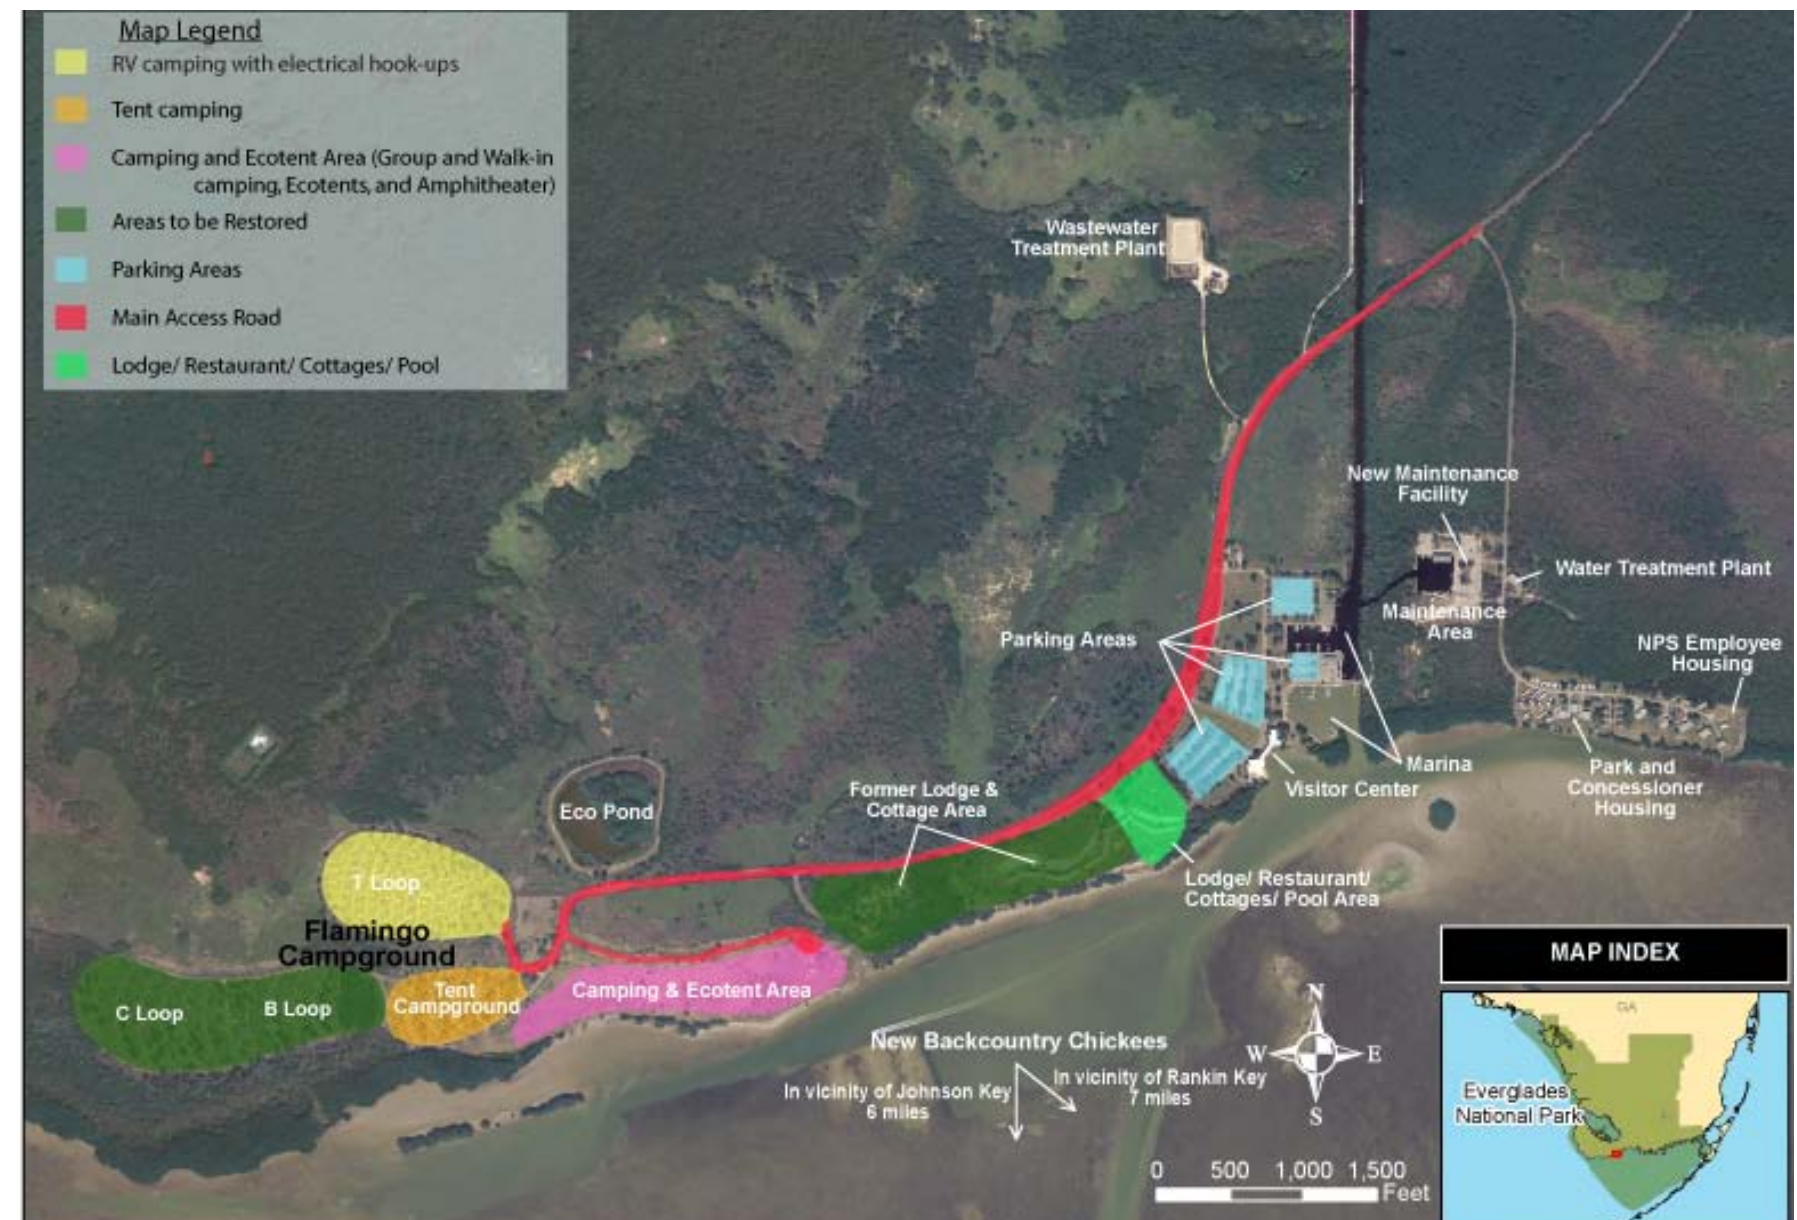 Map Legend
RV camping with electrical hook-ups
Tent camping
Camping and Ecotent Area (Group and Walk-in
camping, Ecotents, and Amphitheater)
Areas to be Restored
Parking Areas
Main Access Road
Lodge/ Restaurant/ Cottages/ Pool
Wastewater
Treatment Plant
New Maintenance
Facility
Water Treatment Plant
Maintenance
Area
NPS Employee
Housing
Parking Areas
Marina
Visitor Center
Park and
Concessioner
Housing
Former Lodge &
Cottage Area
Eco Pond
Lodge/ Restaurant/
Cottages/ Pool Area
T Loop
Flamingo
Campground
C Loop
B Loop
Tent
Campground
Camping & Ecotent Area
New Backcountry Chickees
In vicinity of Johnson Key
6 miles
In vicinity of Rankin Key
7 miles
N
W
E
S
0 500 1,000 1,500
Feet
MAP INDEX
GA
Everglades
National Park